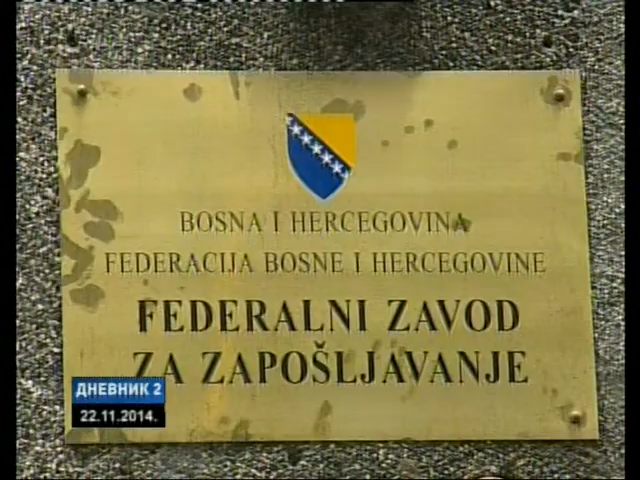 BOSNA I HERCEGOVINA
FEDERACIJA BOSNE I HERCEGOVINE
FEDERALNI ZAVOD
ZA ZAPOŠLJAVANJE
ДНЕВНИК 2
22.11.2014.